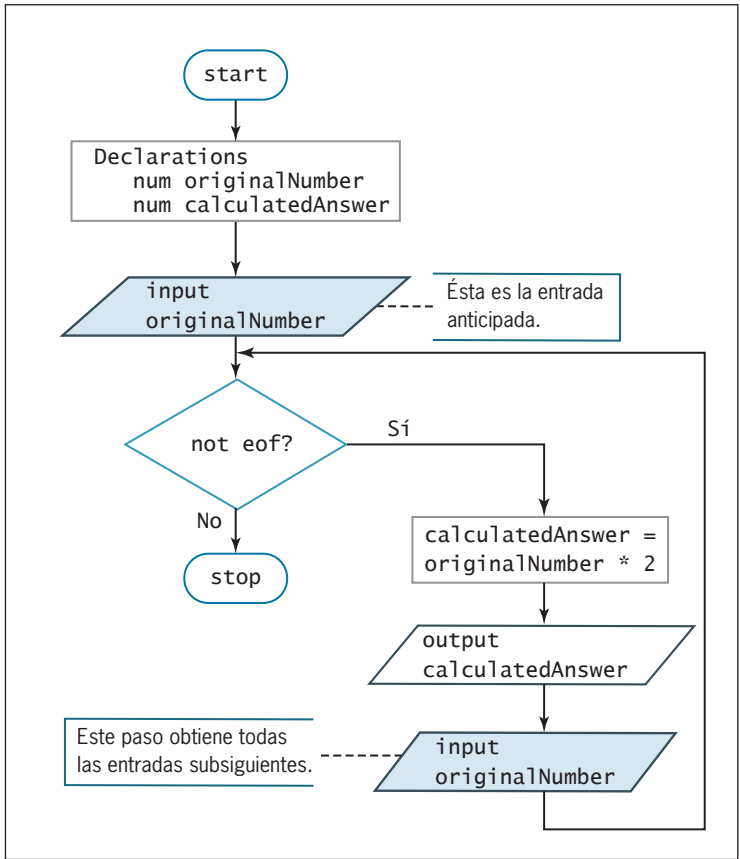 start
Declarations
num originalNumber
num calculatedAnswer
input
originalNumber
Ésta es la entrada
anticipada.
not eof?
Sí
No
stop
calculatedAnswer =
originalNumber * 2
output
calculatedAnswer
Este paso obtiene todas
las entradas subsiguientes.
input
originalNumber